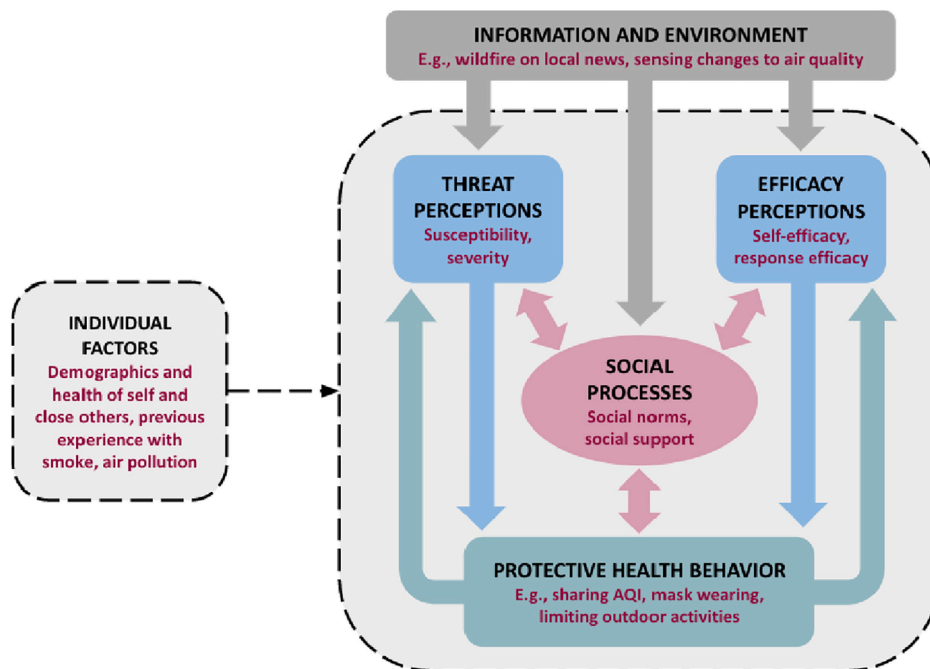 INFORMATION AND ENVIRONMENT
E.g., wildfire on local news, sensing changes to air quality
THREAT
PERCEPTIONS
Susceptibility,
severity
EFFICACY
PERCEPTIONS
Self-efficacy,
response efficacy
INDIVIDUAL
FACTORS
Demographics and
health of self and
close others, previous
experience with
smoke, air pollution
SOCIAL
PROCESSES
Social norms,
social support
PROTECTIVE HEALTH BEHAVIOR
E.g., sharing AQI, mask wearing,
limiting outdoor activities